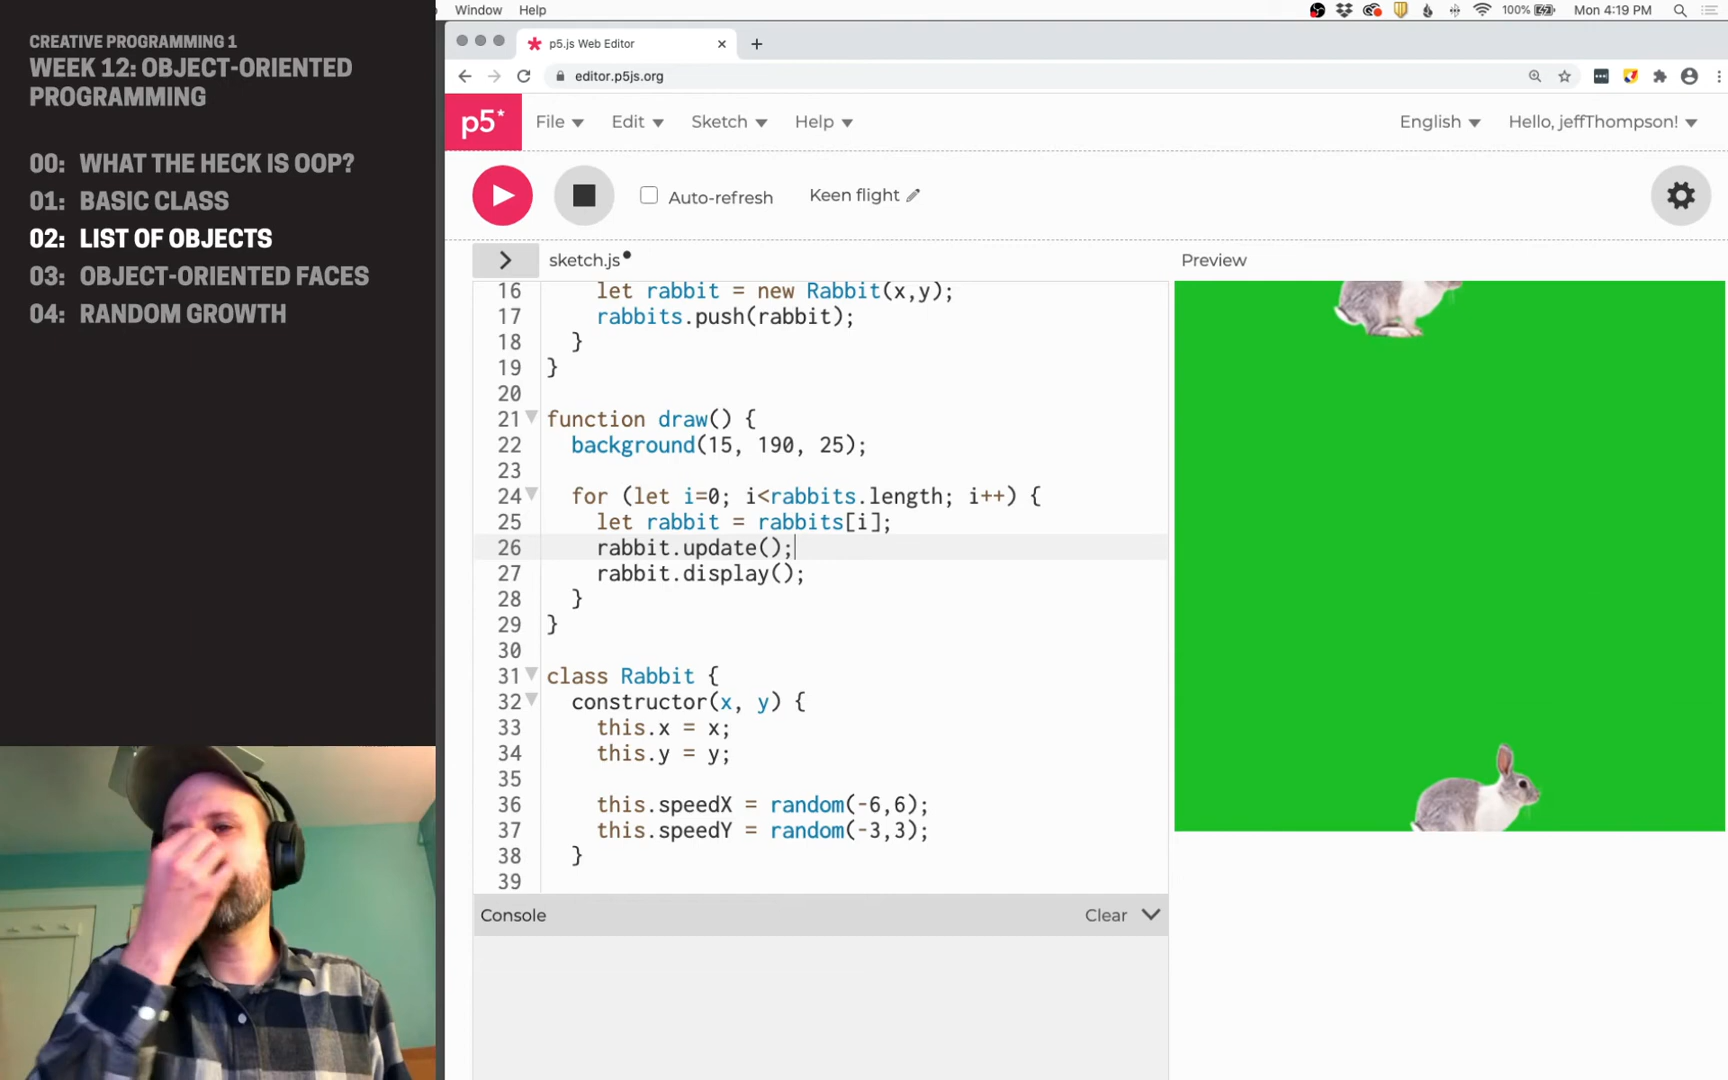 CREATIVE PROGRAMMING 1
WEEK 12: OBJECT-ORIENTED
PROGRAMMING
00: WHAT THE HECK IS OOP?
01: BASIC CLASS
02: LIST OF OBJECTS
03: OBJECT-ORIENTED FACES
04: RANDOM GROWTH
Window Help
100% Mon 4:19 PM
p5.js Web Editor
editor.p5js.org
p5* File Edit Sketch Help English Hello, jeffThompson!
Auto-refresh Keen flight
sketch.js
Preview
16 let rabbit = new Rabbit(x,y);
17 rabbits.push(rabbit);
18 }
19 }
20
21 function draw() {
22 background(15, 190, 25);
23
24 for (let i=0; i<rabbits.length; i++) {
25 let rabbit = rabbits[i];
26 rabbit.update();
27 rabbit.display();
28 }
29 }
30
31 class Rabbit {
32 constructor(x, y) {
33 this.x = x;
34 this.y = y;
35
36 this.speedX = random(-6,6);
37 this.speedY = random(-3,3);
38 }
39
Console Clear